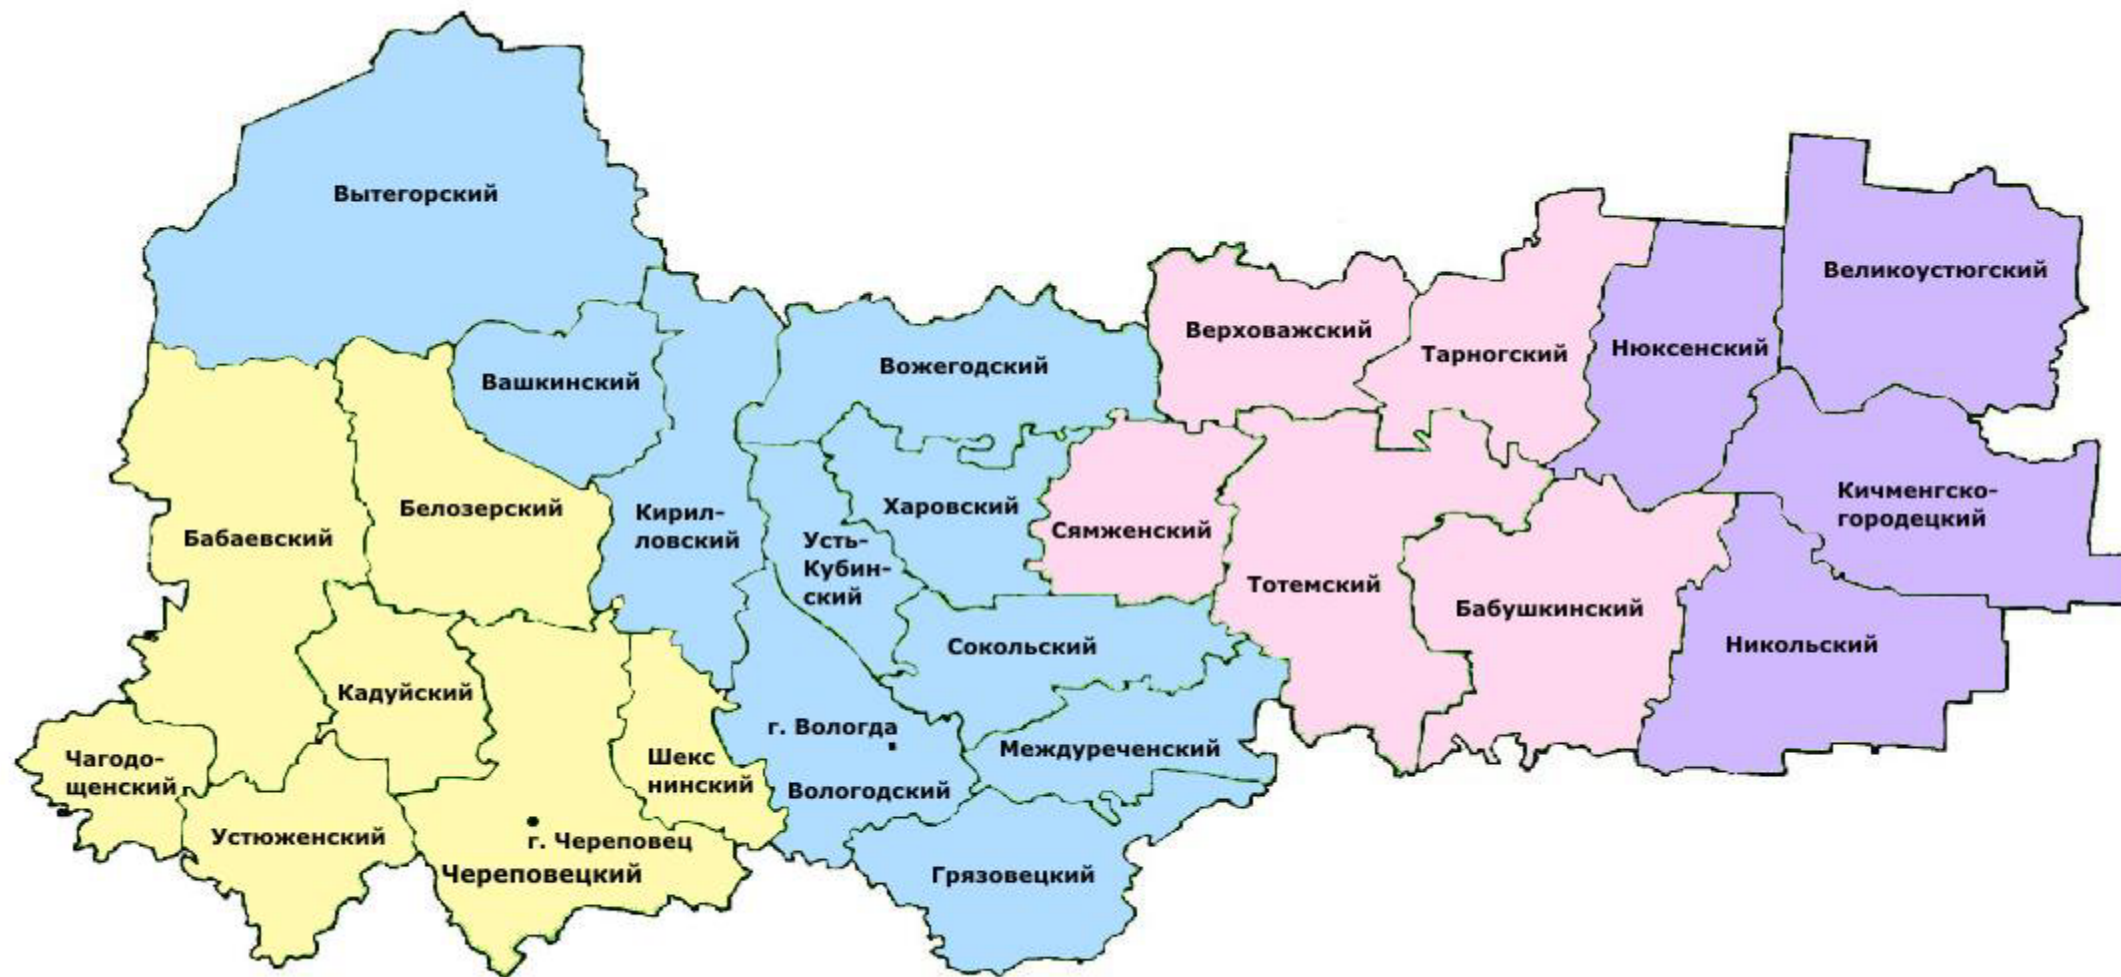 Вытегорский
Великоустюгский
Верховажский
Тарногский
Нюксенский
Вожегодский
Вашкинский
Белозерский
Бабаевский
Кирил-
ловский
Харовский
Усть-
Кубин-
ский
Сямженский
Кичменгско-
городецкий
Тотемский
Бабушкинский
Никольский
Сокольский
Кадуйский
г. Вологда
Междуреченский
Чагодо-
щенский
Шекс
нинский
Вологодский
Устюженский
г. Череповец
Череповецкий
Грязовецкий